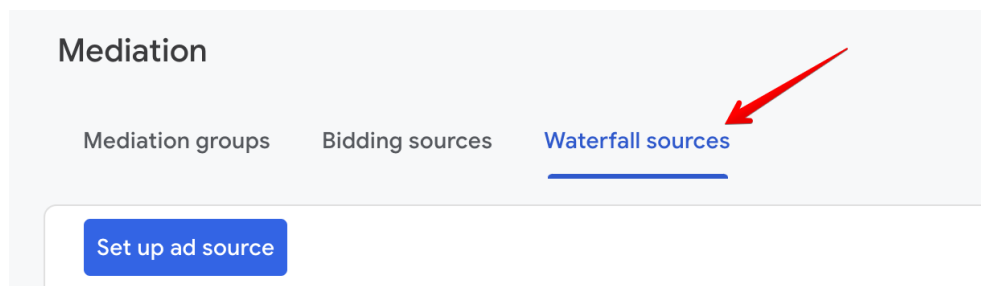 Mediation
Mediation groups Bidding sources Waterfall sources
Set up ad source